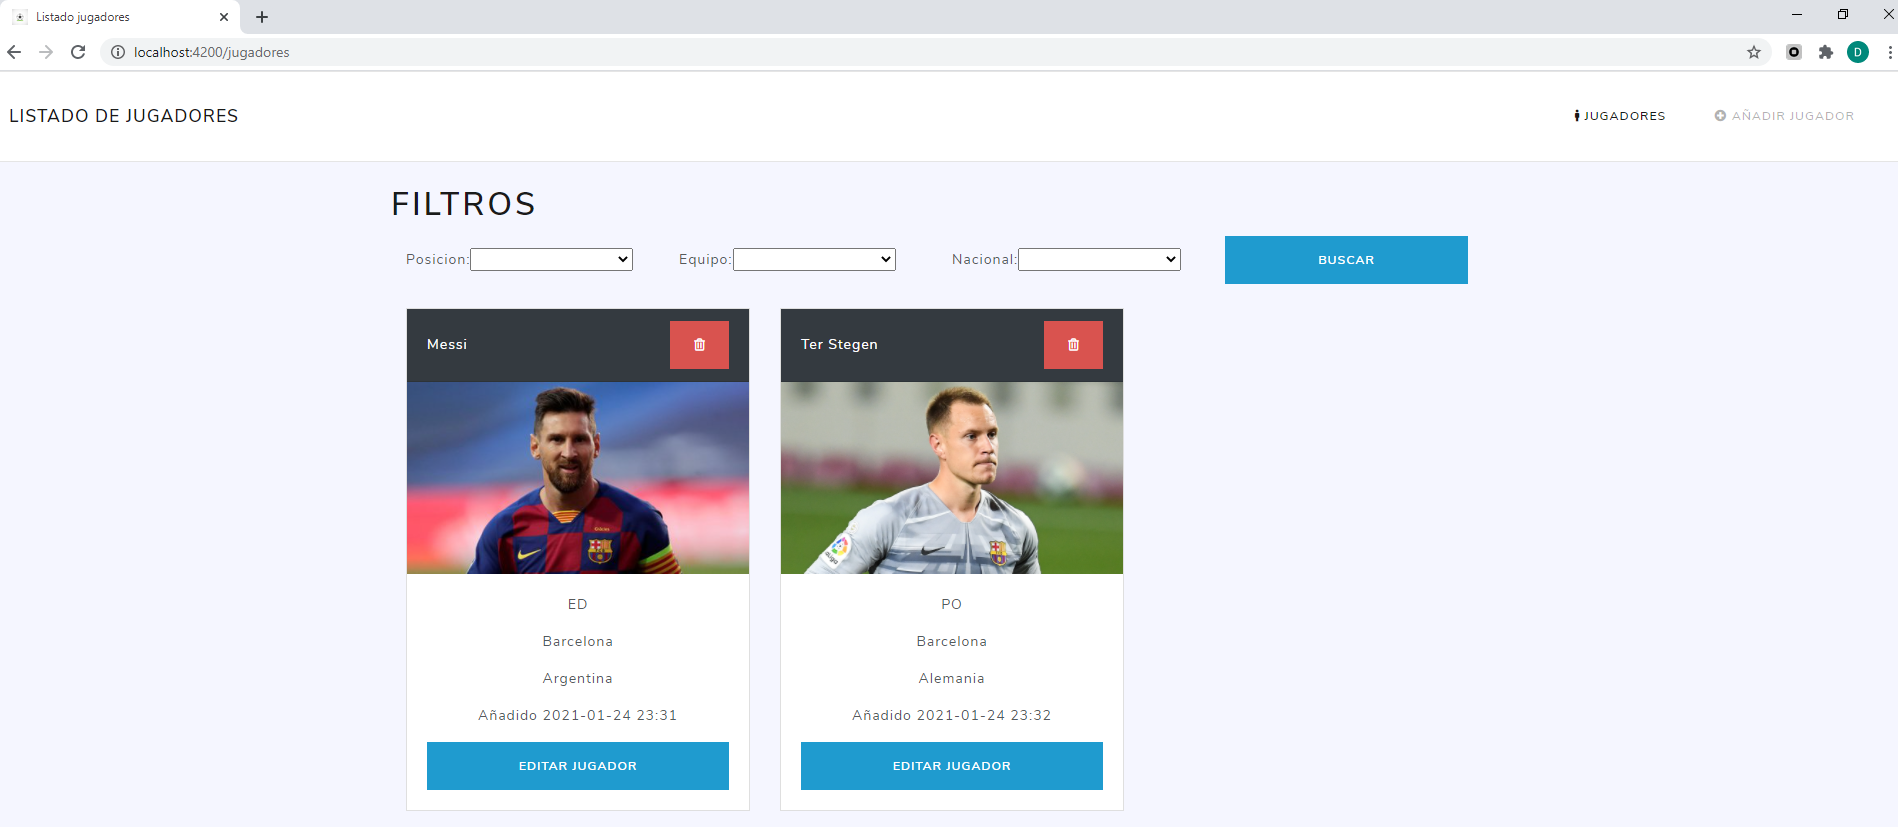 Listado jugadores
localhost:4200/jugadores
D
LISTADO DE JUGADORES
JUGADORES
AÑADIR JUGADOR
FILTROS
Posicion:
Equipo:
Nacional:
BUSCAR
Messi
Ter Stegen
ED
PO
Barcelona
Barcelona
Argentina
Alemania
Añadido 2021-01-24 23:31
Añadido 2021-01-24 23:32
EDITAR JUGADOR
EDITAR JUGADOR